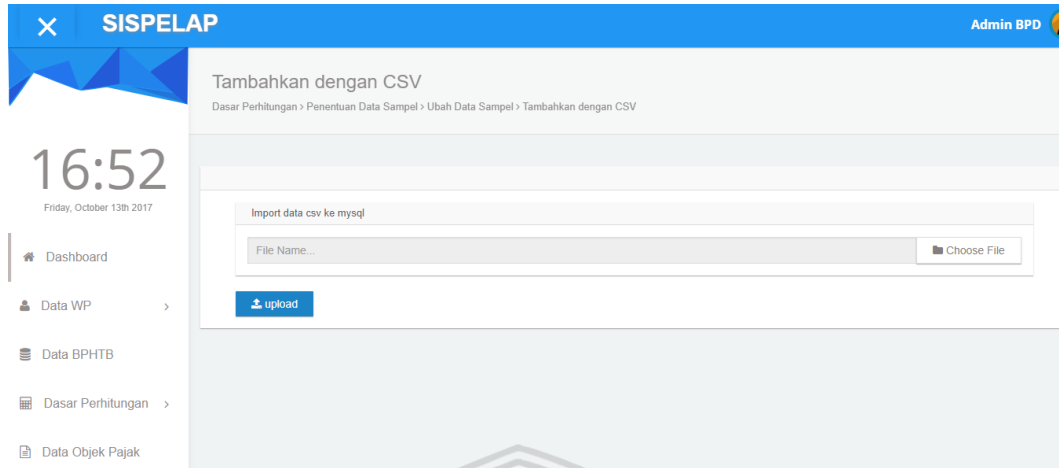 SISPELAP
Admin BPD
Tambahkan dengan CSV
Dasar Perhitungan > Penentuan Data Sampel > Ubah Data Sampel > Tambahkan dengan CSV
16:52
Friday, October 13th 2017
Import data csv ke mysql
File Name...
Choose File
upload
Dashboard
Data WP
Data BPHTB
Dasar Perhitungan
Data Objek Pajak